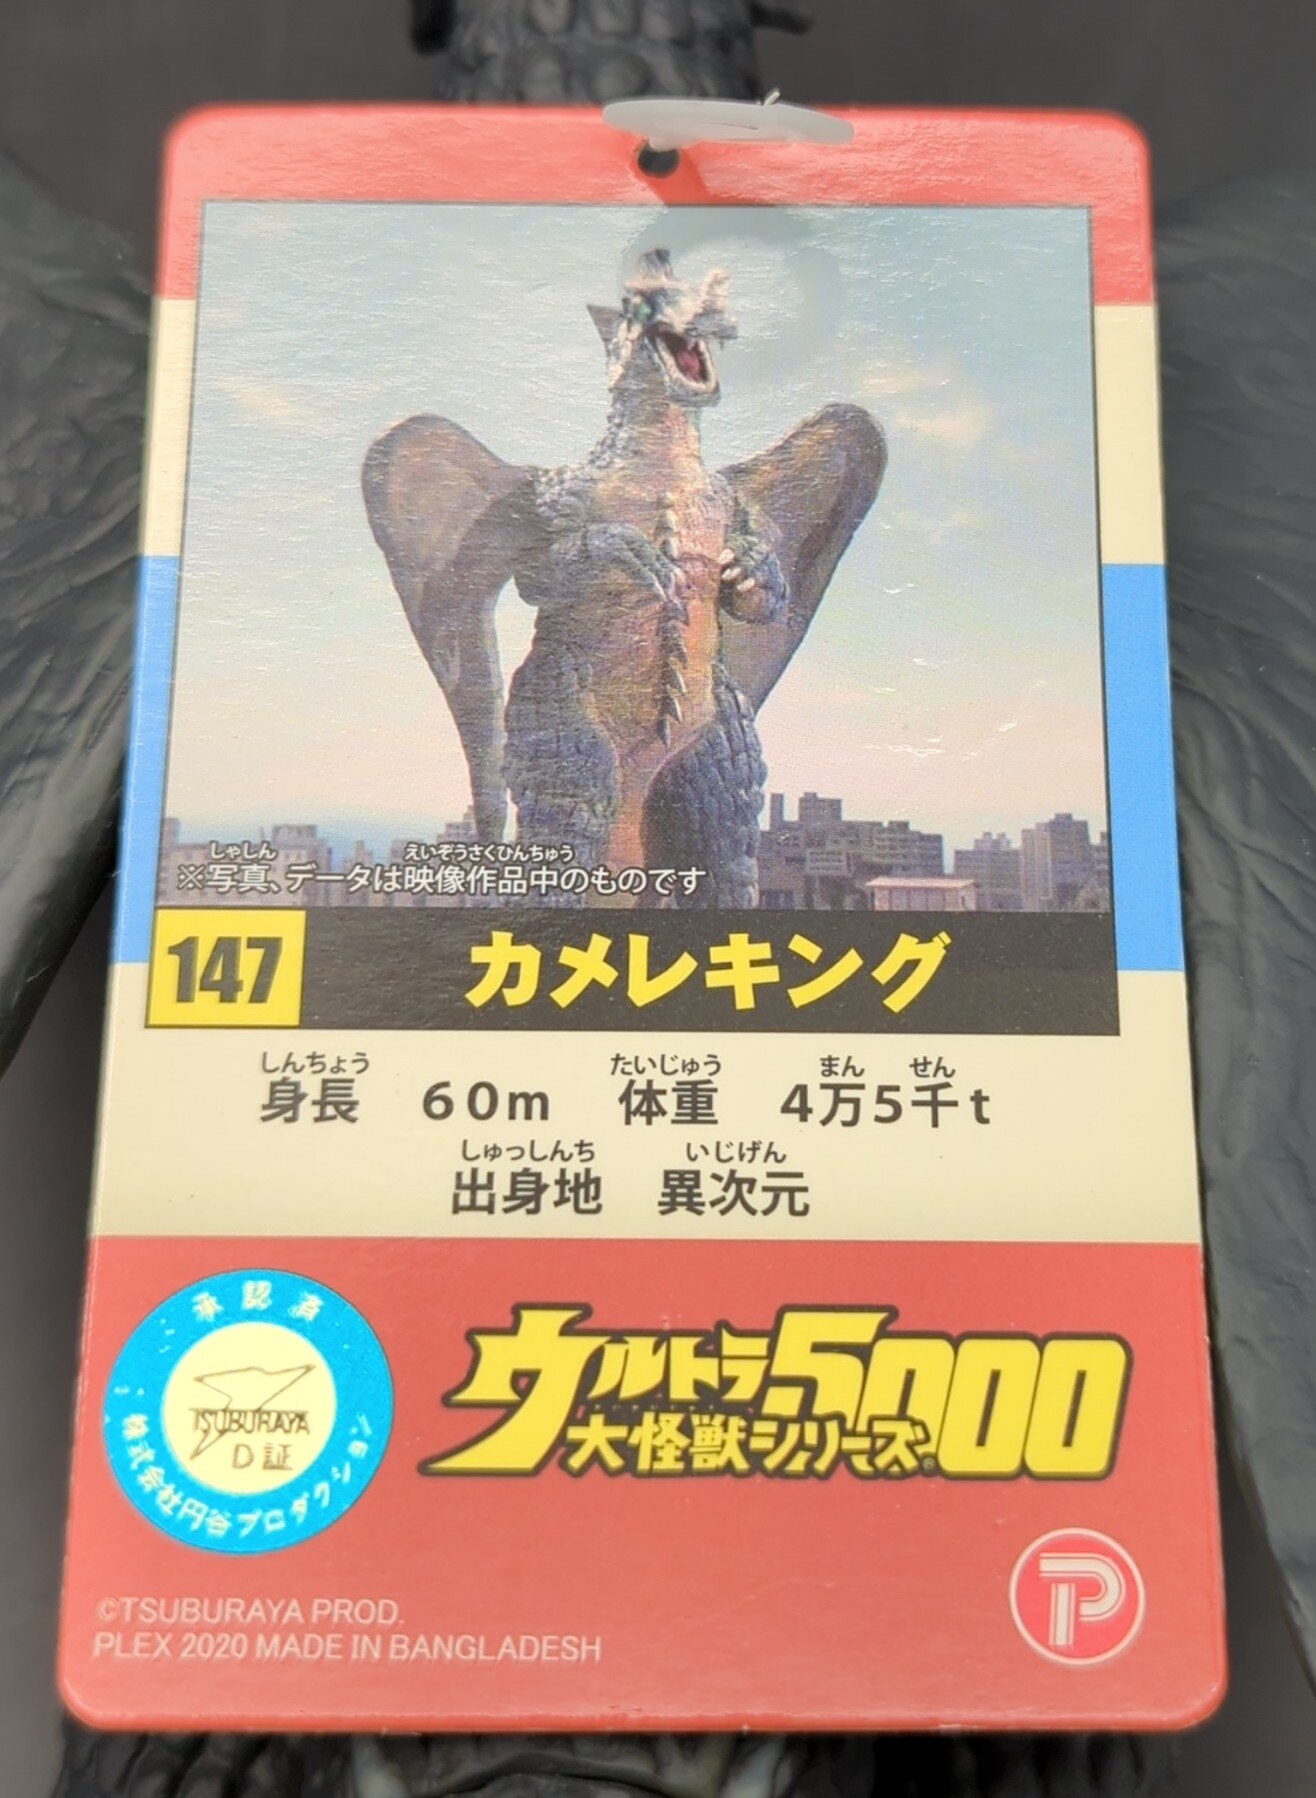 しゃしん えいぞうさくひんちゅう
※写真、データは映像作品中のものです
147 カメレキング
しんちょう たいじゅう まん せん
身長 60m 体重 4万5千t
しゅっしんち いじげん
出身地 異次元
承認済
TSUBURAYA
D証
株式会社円谷プロダクション
ウルトラ
大怪獣シリーズ®
5000
P
©TSUBURAYA PROD.
PLEX 2020 MADE IN BANGLADESH